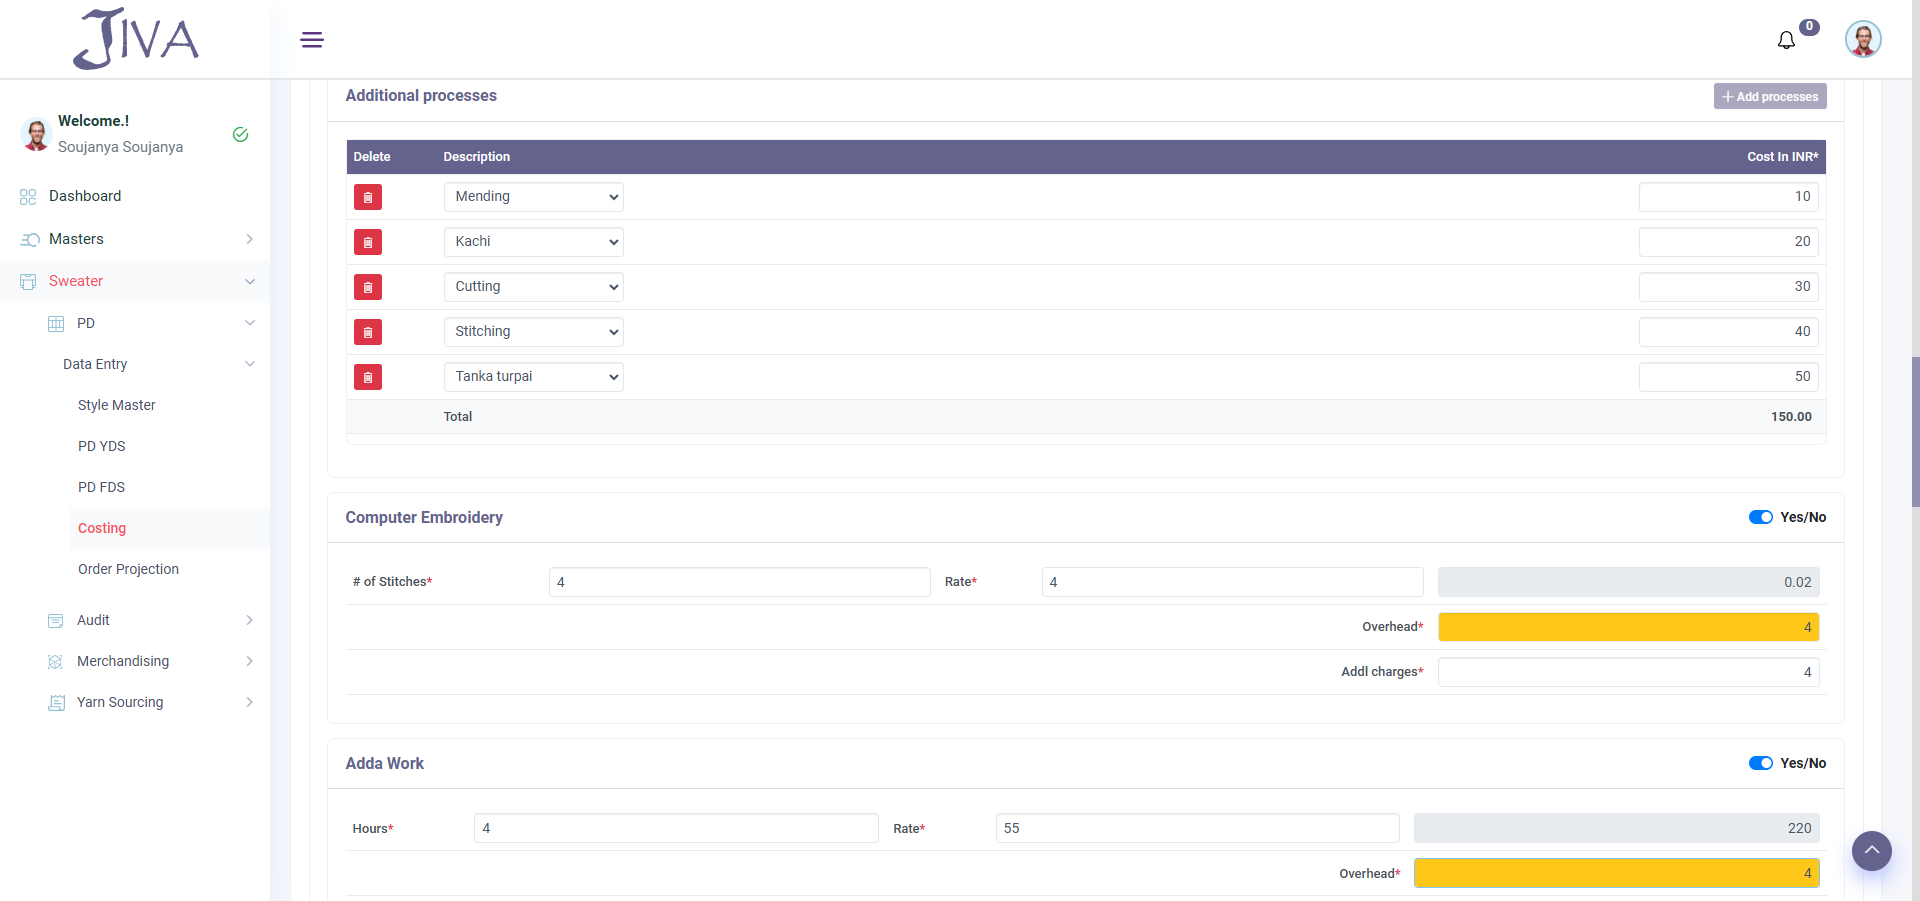 JIVA
0
Welcome.!
Soujanya Soujanya
Dashboard
Masters
Sweater
PD
Data Entry
Style Master
PD YDS
PD FDS
Costing
Order Projection
Audit
Merchandising
Yarn Sourcing
Additional processes
Add processes
Delete Description Cost In INR*
Mending 10
Kachi 20
Cutting 30
Stitching 40
Tanka turpai 50
Total 150.00
Computer Embroidery Yes/No
# of Stitches* 4 Rate* 4 0.02
Overhead* 4
Addl charges* 4
Adda Work Yes/No
Hours* 4 Rate* 55 220
Overhead* 4